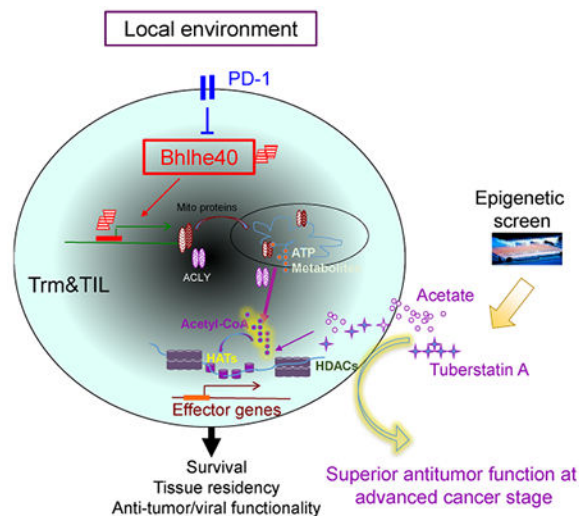 Local environment
PD-1
Bhlhe40
Mito proteins
ATP
Metabolites
ACLY
Trm&TIL
Epigenetic
screen
Acetate
Acetyl-CoA
HATs
HDACs
Tuberstatin A
Effector genes
Survival
Tissue residency
Anti-tumor/viral functionality
Superior antitumor function at
advanced cancer stage